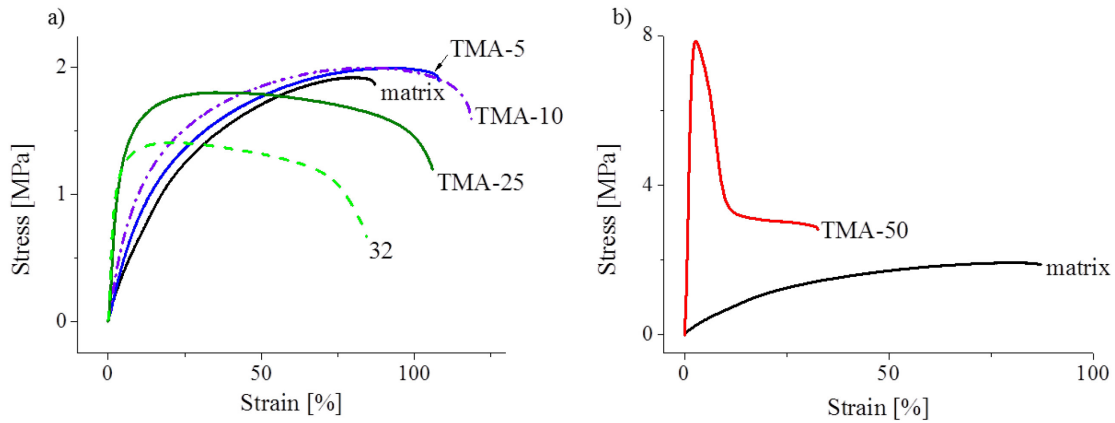 a)
Stress [MPa]
2
1
0
0
50
100
Strain [%]
TMA-5
matrix
TMA-10
TMA-25
32
b)
Stress [MPa]
8
4
2
0
0
50
100
Strain [%]
TMA-50
matrix